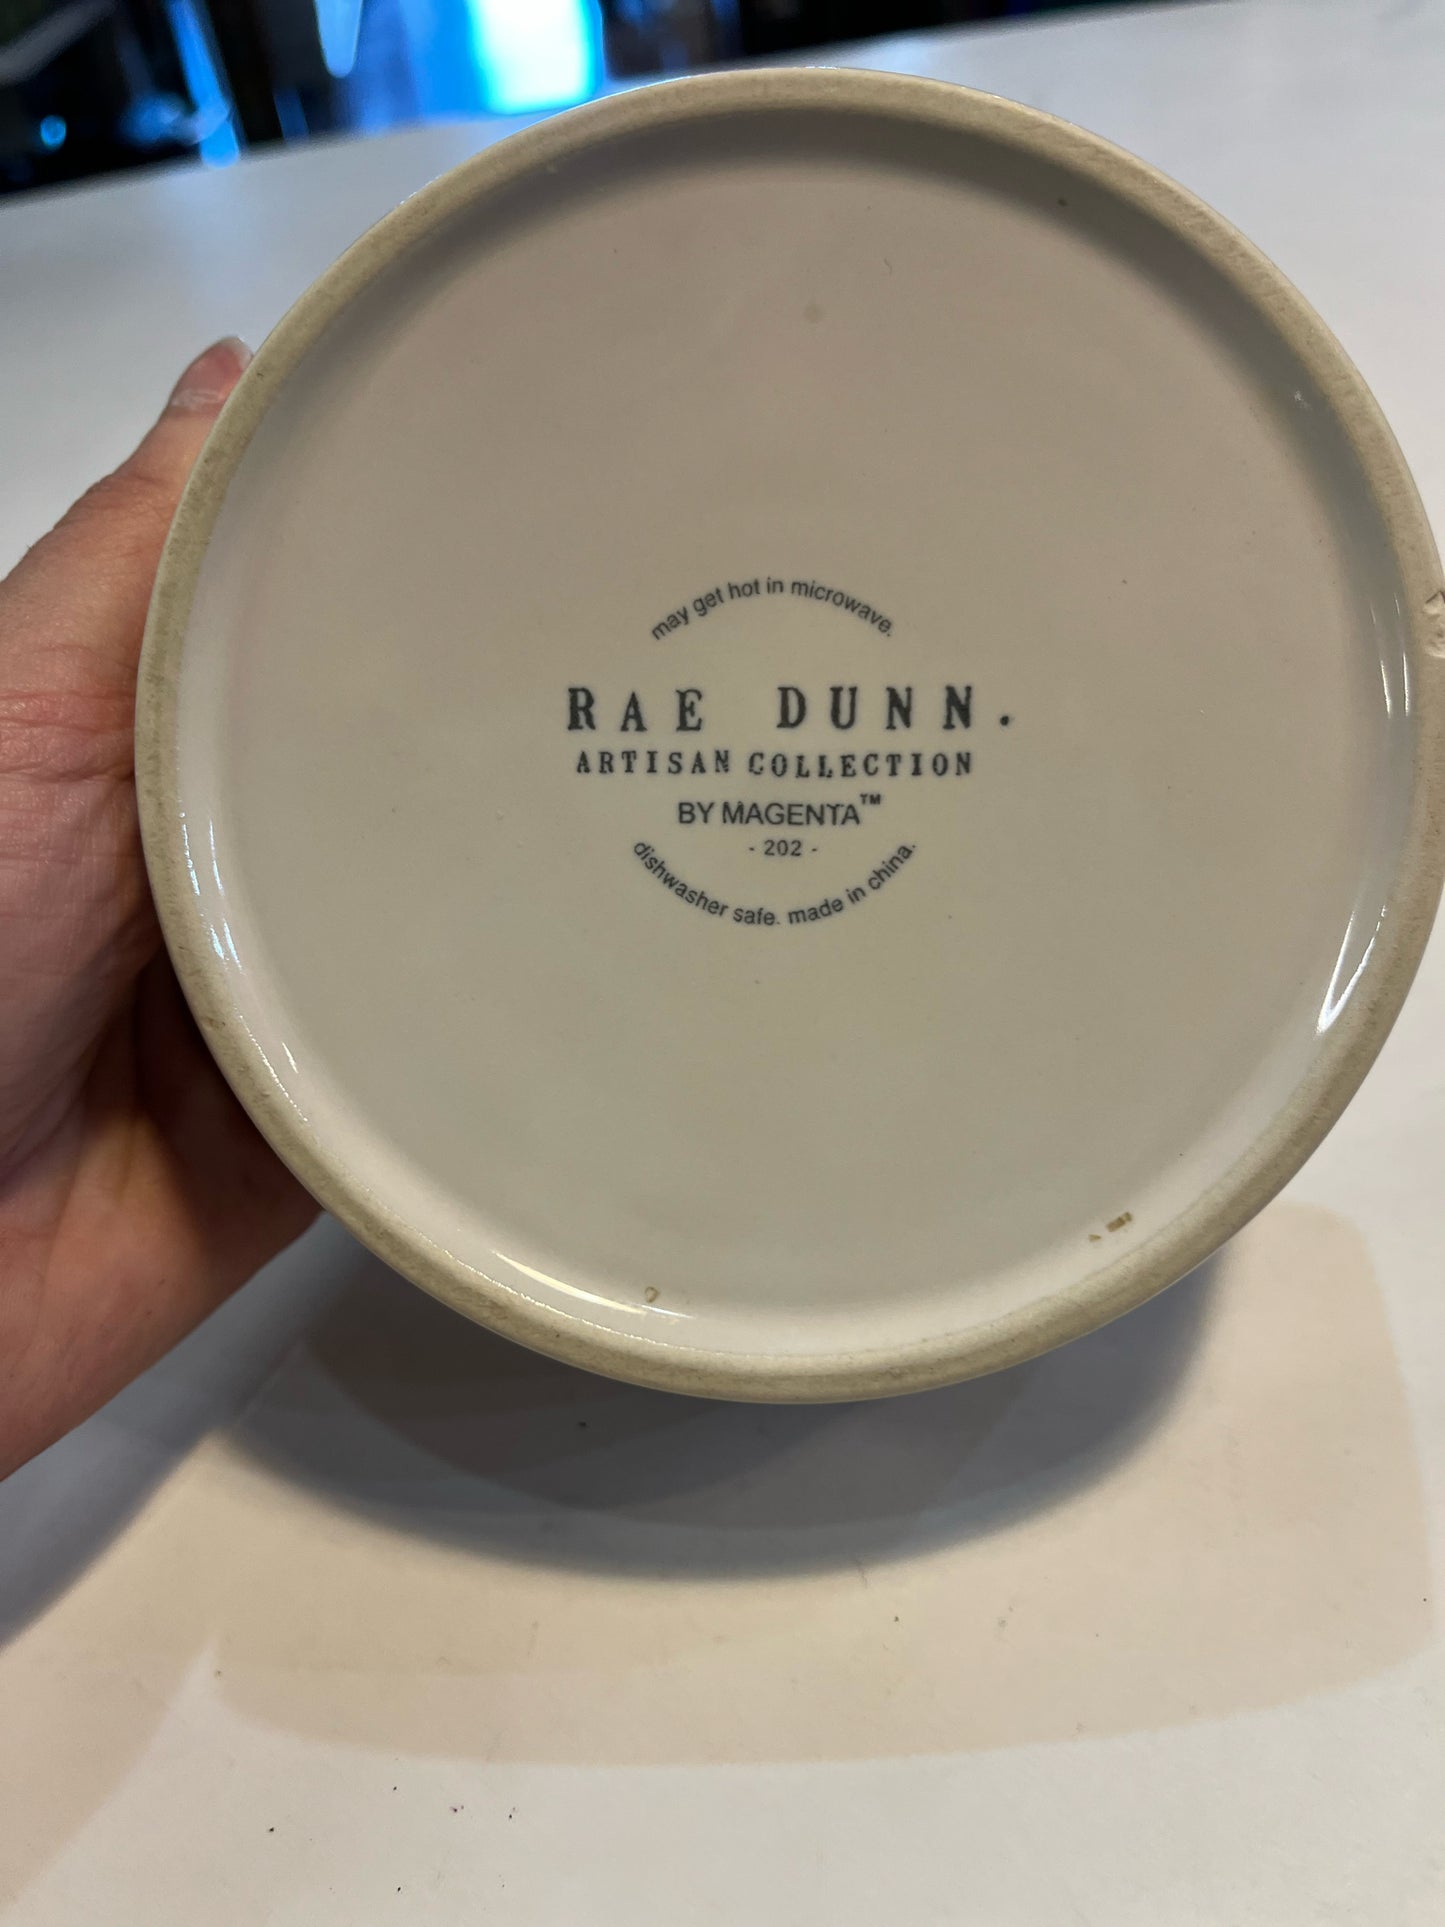 may get hot in microwave.
RAE DUNN.
ARTISAN COLLECTION
BY MAGENTA™
- 202 -
dishwasher safe. made in china.